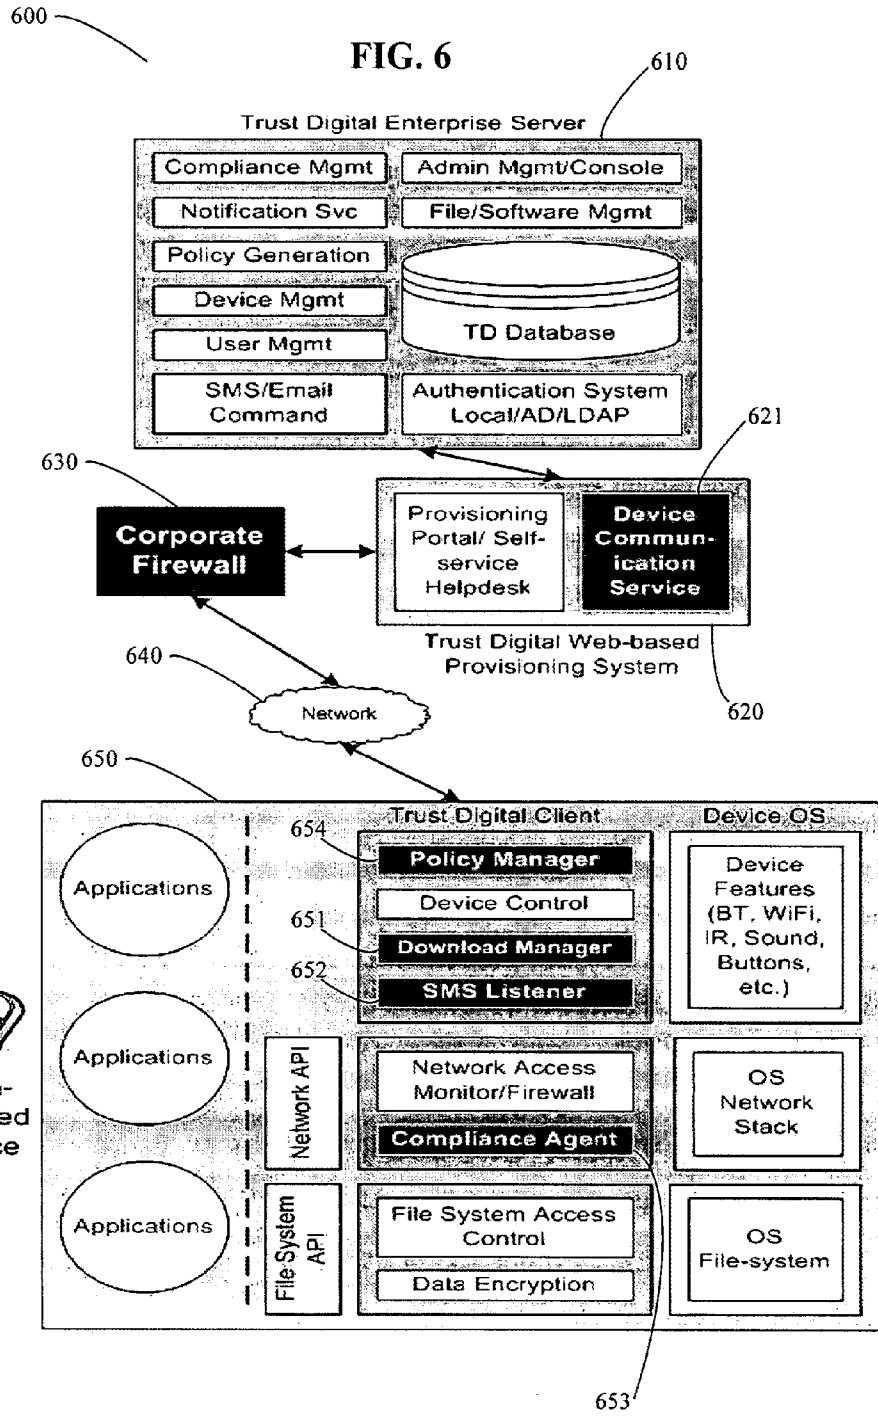 600
FIG. 6
610
Trust Digital Enterprise Server
Compliance Mgmt
Admin Mgmt/Console
Notification Svc
File/Software Mgmt
Policy Generation
Device Mgmt
TD Database
User Mgmt
SMS/Email
Command
Authentication System
Local/AD/LDAP
621
630
Corporate
Firewall
Provisioning
Portal/ Self-
service
Helpdesk
Device
Commun-
ication
Service
Trust Digital Web-based
Provisioning System
620
640
Network
650
Trust Digital Client
Device OS
654
Policy Manager
Device Control
651
Download Manager
652
SMS Listener
Device
Features
(BT, WiFi,
IR, Sound,
Buttons,
etc.)
Applications
Applications
Applications
Network API
Network Access
Monitor/Firewall
Compliance Agent
OS
Network
Stack
File System
API
File System Access
Control
Data Encryption
OS
File-system
653